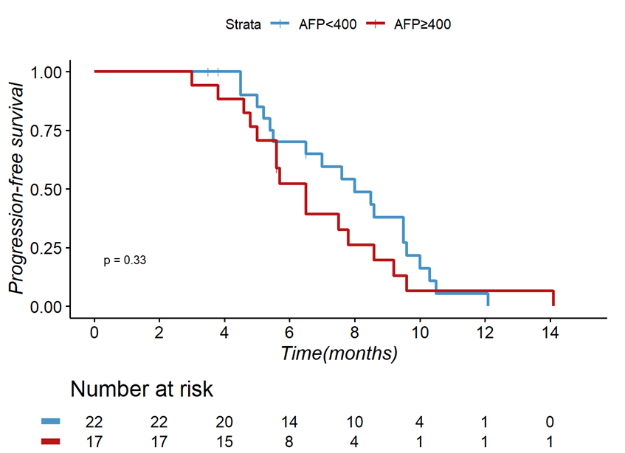 Strata AFP<400 AFP≥400
1.00
0.75
0.50
0.25
0.00
Progression-free survival
p = 0.33
0 2 4 6 8 10 12 14
Time(months)
Number at risk
22 22 20 14 10 4 1 0
17 17 15 8 4 1 1 1